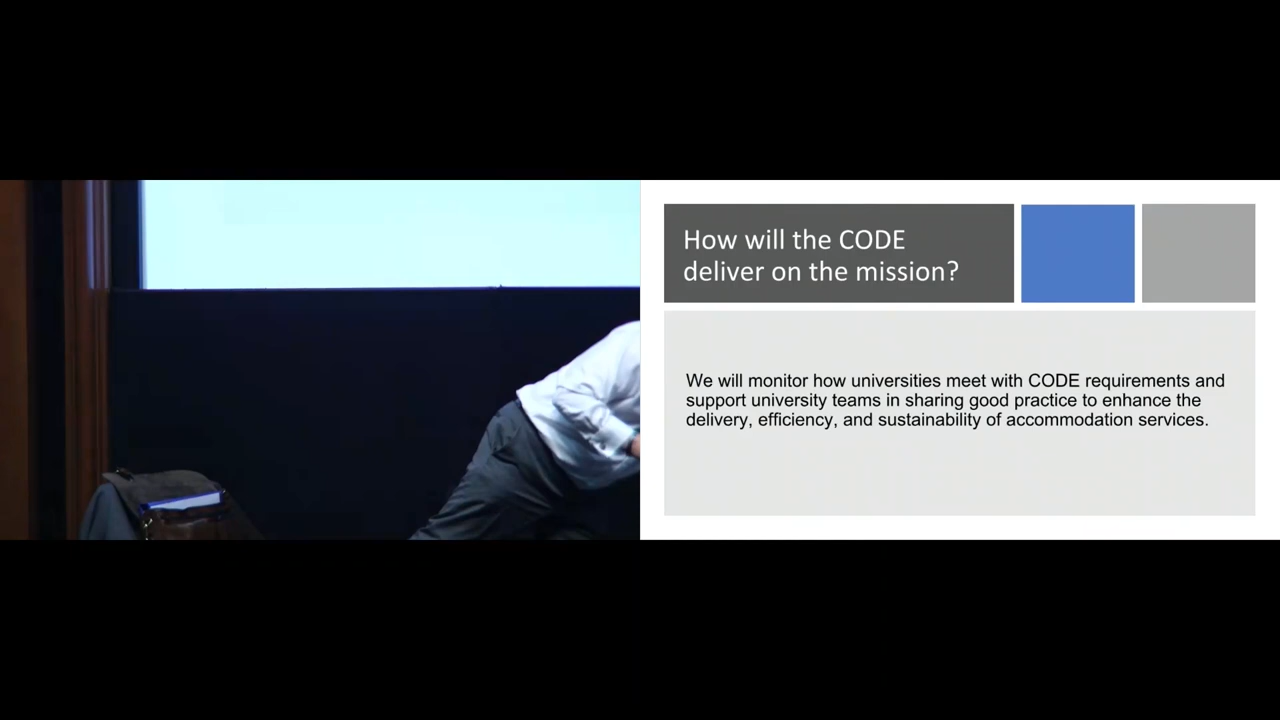 How will the CODE
deliver on the mission?
We will monitor how universities meet with CODE requirements and
support university teams in sharing good practice to enhance the
delivery, efficiency, and sustainability of accommodation services.